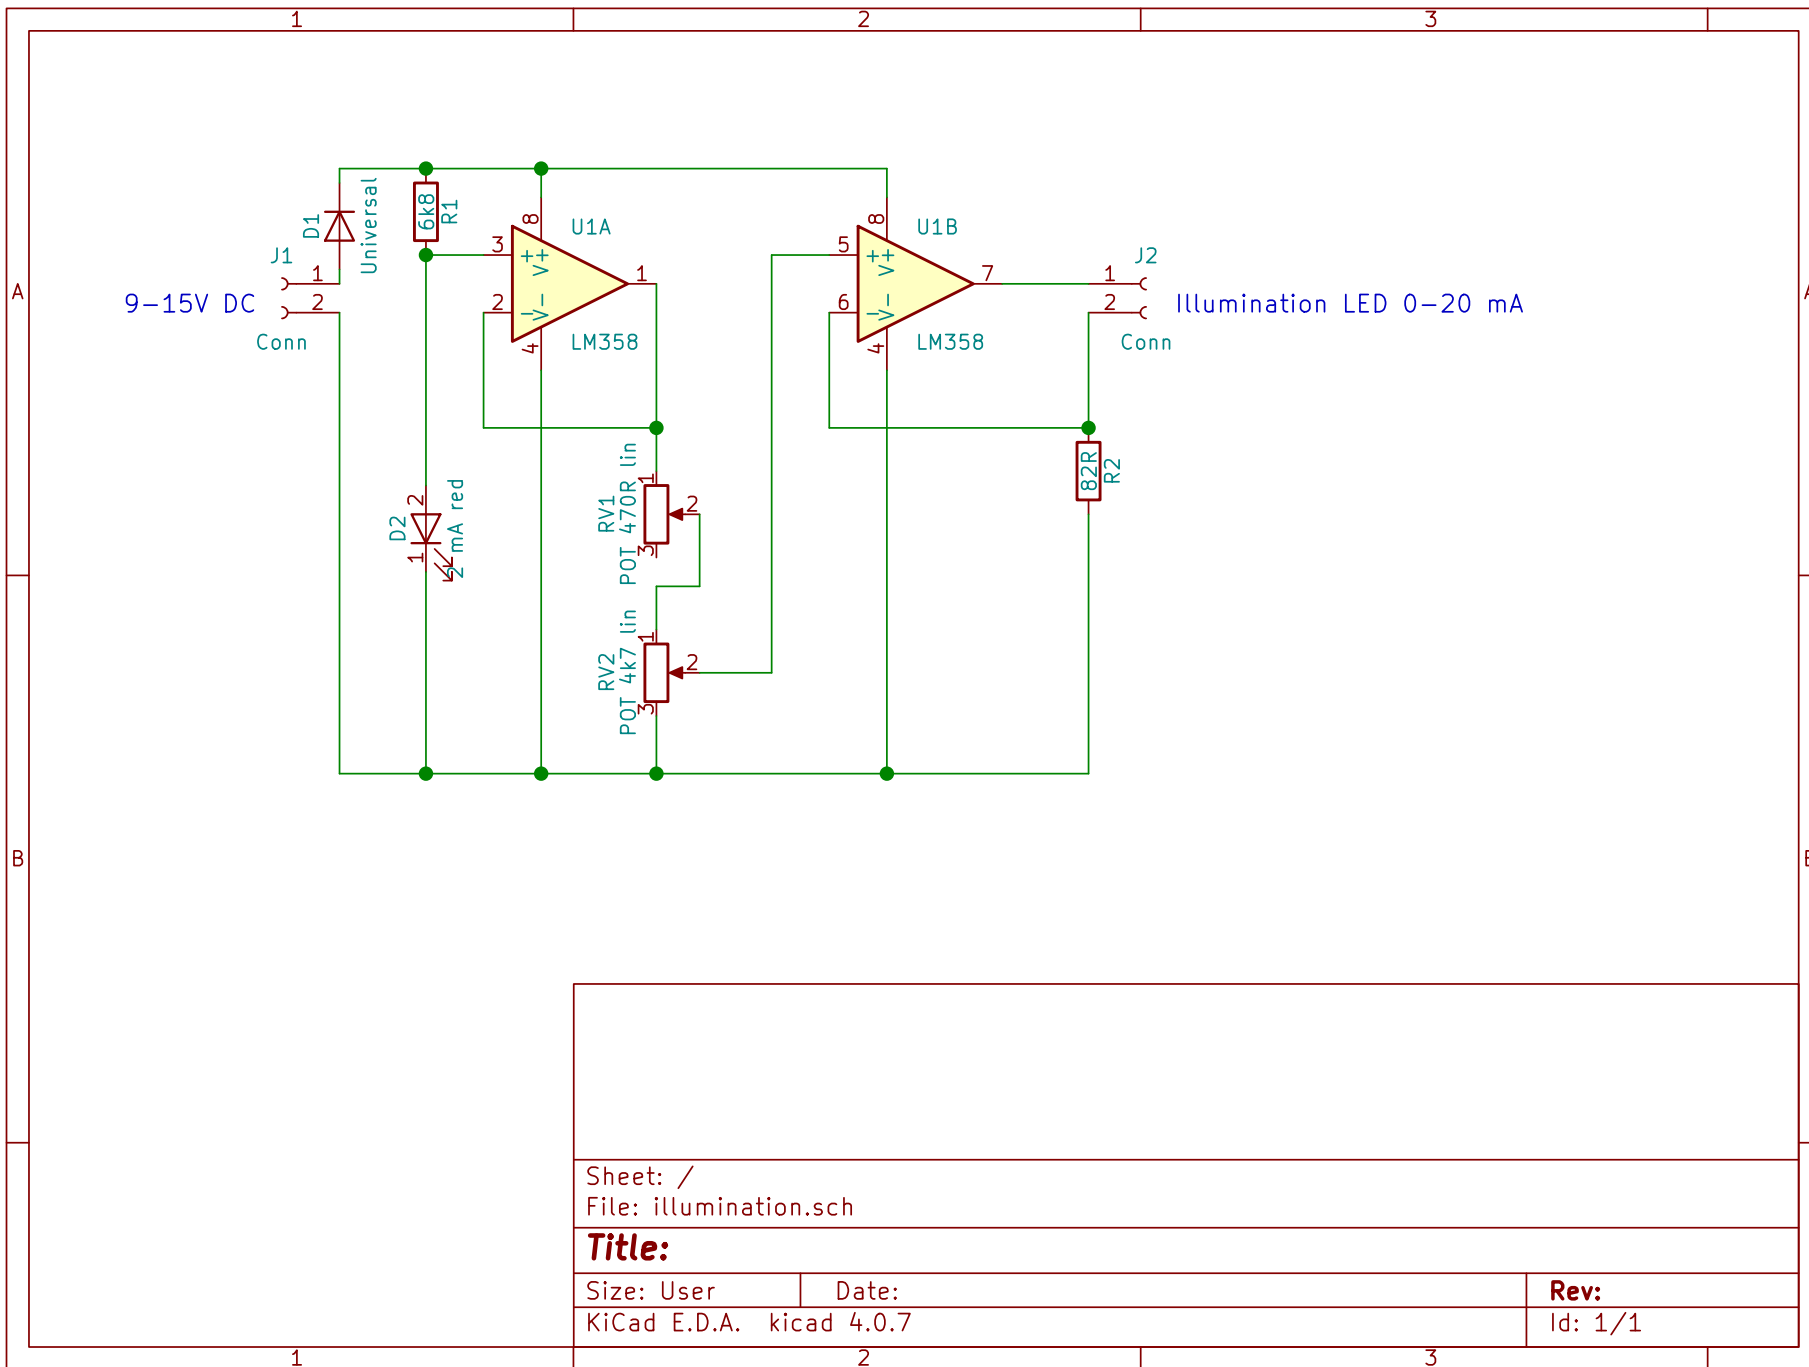 1 2 3
A A
B
D1
Universal
6k8
R1
J1
1
2
9-15V DC
Conn
U1A
8
3
+
V+
1
2
-
V-
4
LM358
U1B
8
5
+
V+
7
6
-
V-
4
LM358
J2
1
2
Illumination LED 0-20 mA
Conn
D2
2
1
2 mA red
RV1
POT 470R lin
1
2
3
RV2
POT 4k7 lin
1
2
3
82R
R2
Sheet: /
File: illumination.sch
Title:
Size: User
Date:
Rev:
KiCad E.D.A. kicad 4.0.7
Id: 1/1
1 2 3